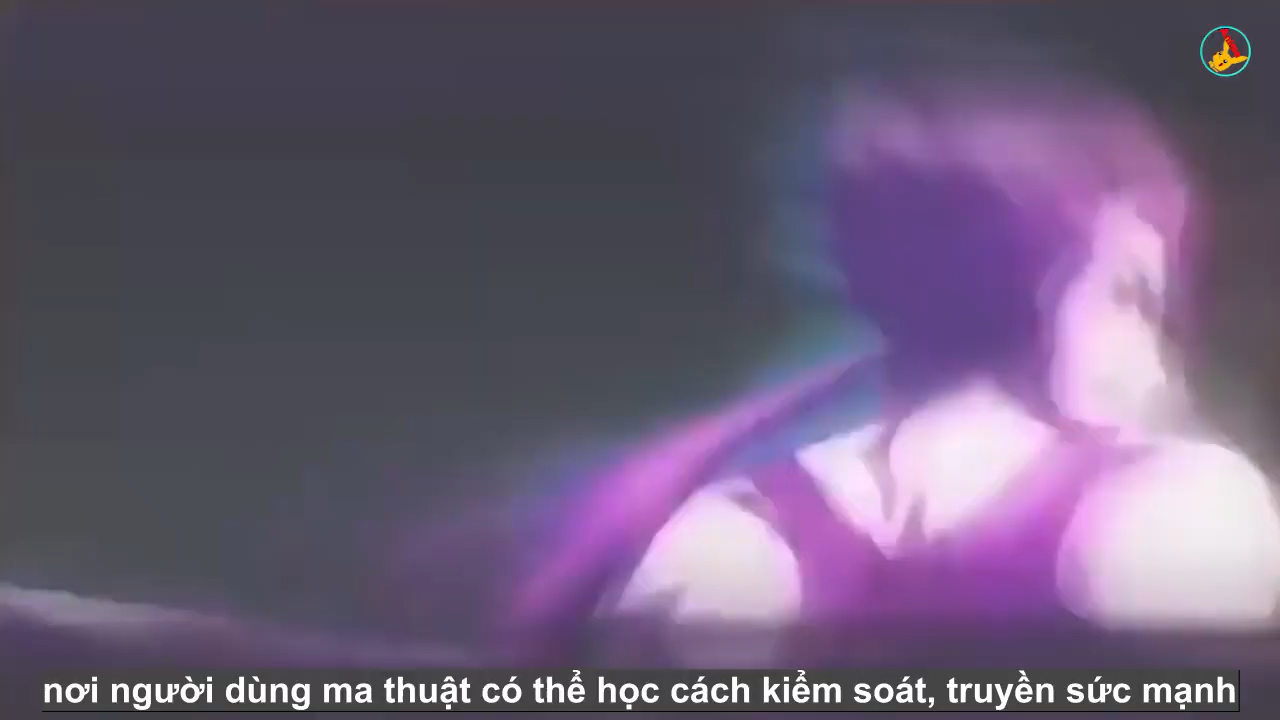 nơi người dùng ma thuật có thể học cách kiểm soát, truyền sức mạnh